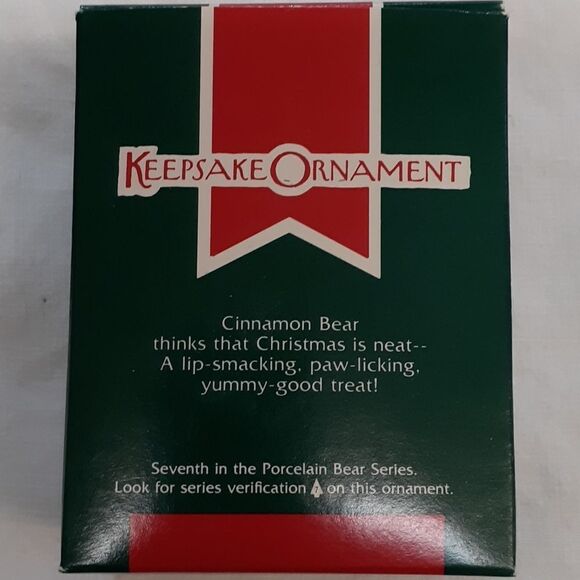 KEEPSAKE ORNAMENT
Cinnamon Bear
thinks that Christmas is neat--
A lip-smacking, paw-licking,
yummy-good treat!
Seventh in the Porcelain Bear Series.
Look for series verification 7 on this ornament.